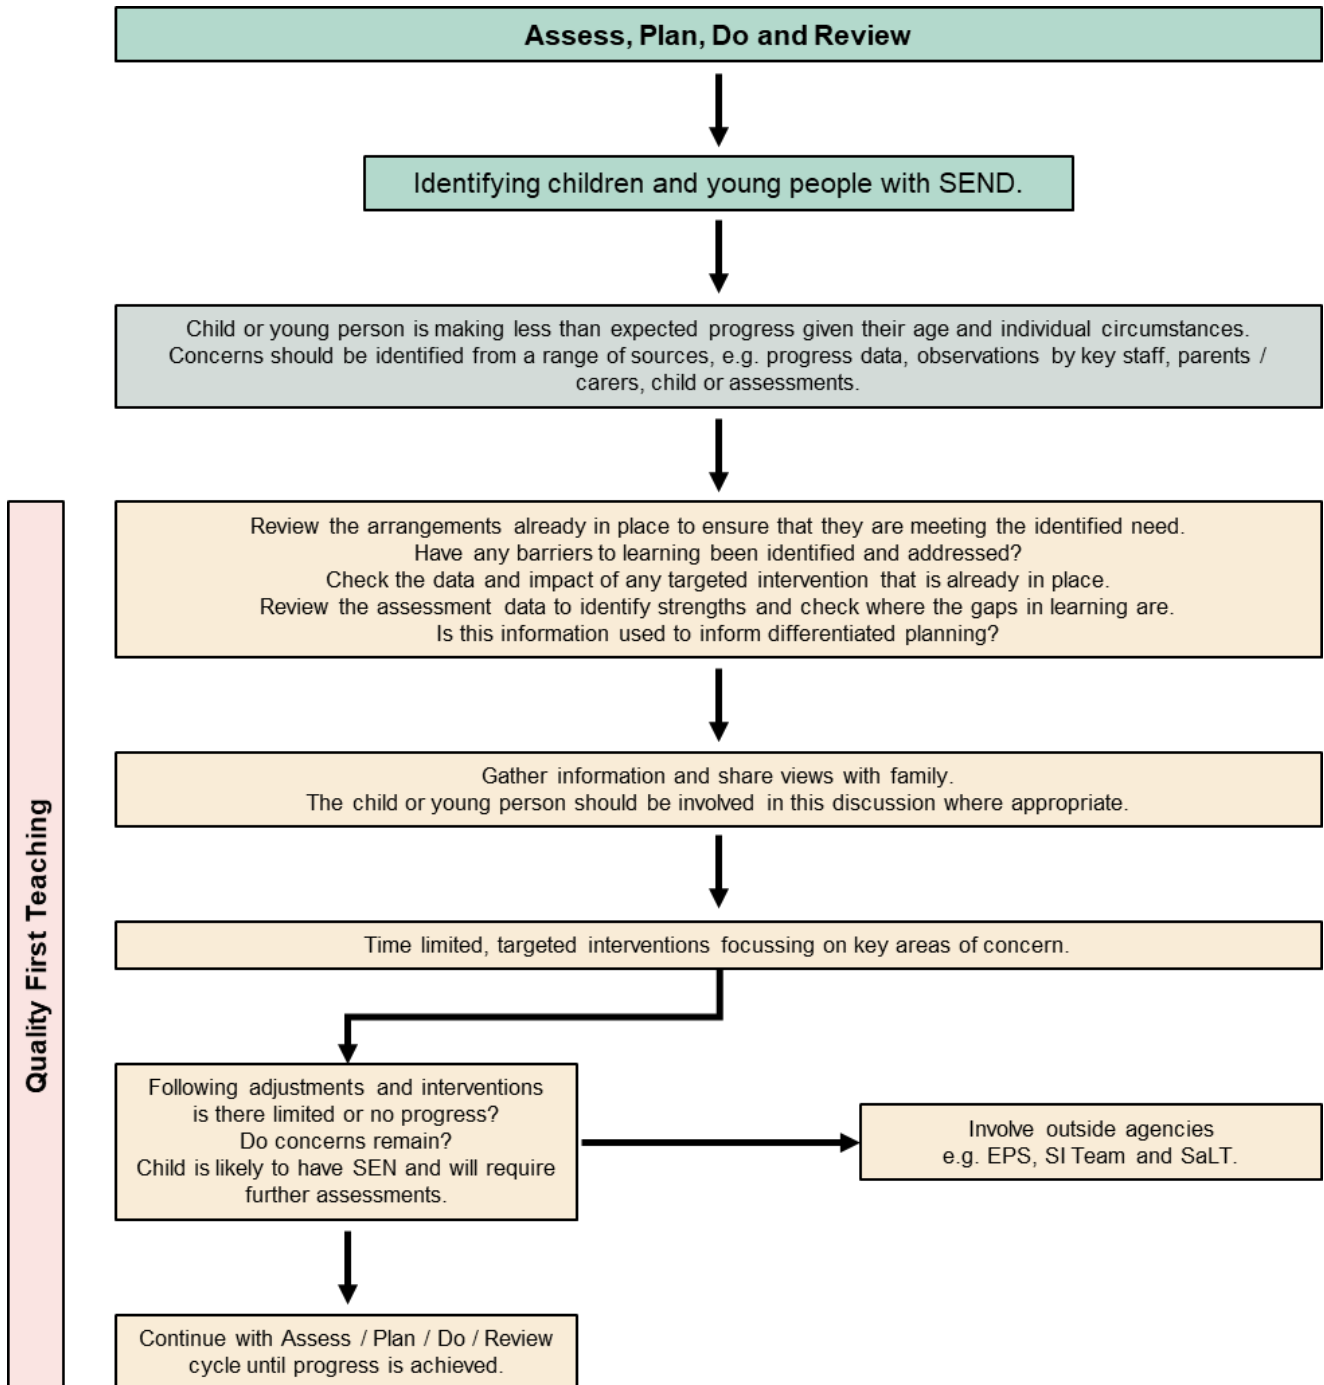 Assess, Plan, Do and Review
Identifying children and young people with SEND.
Child or young person is making less than expected progress given their age and individual circumstances.
Concerns should be identified from a range of sources, e.g. progress data, observations by key staff, parents /
carers, child or assessments.
Quality First Teaching
Review the arrangements already in place to ensure that they are meeting the identified need.
Have any barriers to learning been identified and addressed?
Check the data and impact of any targeted intervention that is already in place.
Review the assessment data to identify strengths and check where the gaps in learning are.
Is this information used to inform differentiated planning?
Gather information and share views with family.
The child or young person should be involved in this discussion where appropriate.
Time limited, targeted interventions focussing on key areas of concern.
Following adjustments and interventions
is there limited or no progress?
Do concerns remain?
Child is likely to have SEN and will require
further assessments.
Involve outside agencies
e.g. EPS, SI Team and SaLT.
Continue with Assess / Plan / Do / Review
cycle until progress is achieved.